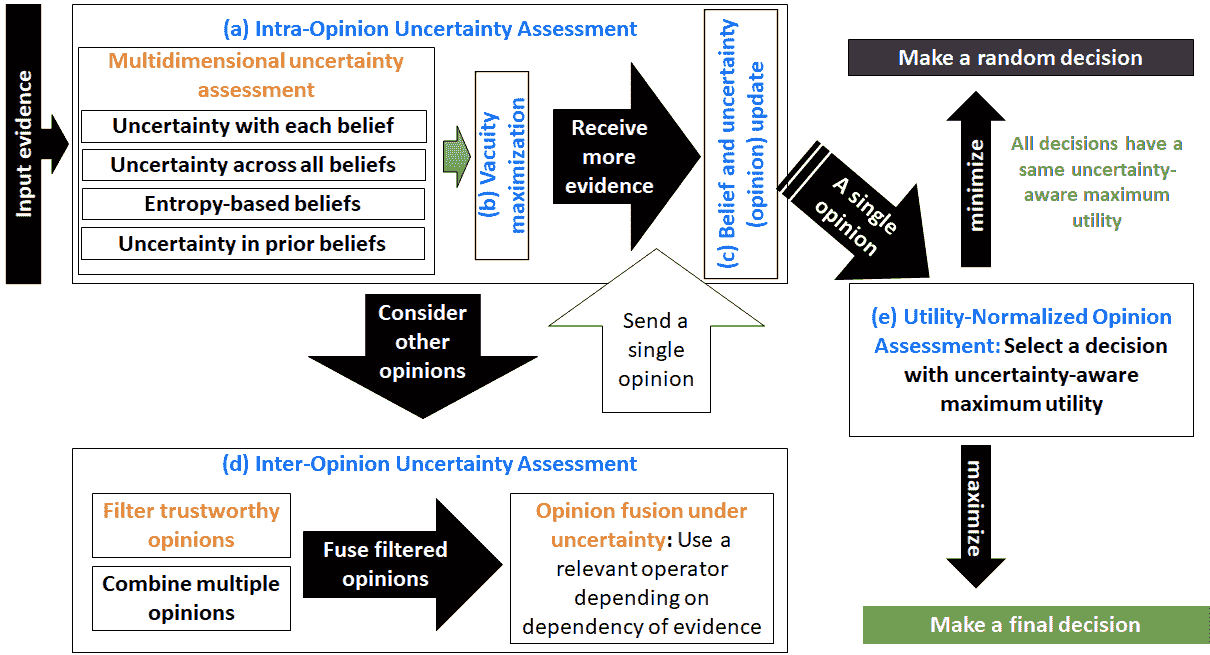 Input evidence
(a) Intra-Opinion Uncertainty Assessment
Multidimensional uncertainty
assessment
Uncertainty with each belief
Uncertainty across all beliefs
Entropy-based beliefs
Uncertainty in prior beliefs
(b) Vacuity
maximization
Receive
more
evidence
(c) Belief and uncertainty
(opinion) update
A single
opinion
Make a random decision
minimize
All decisions have a
same uncertainty-
aware maximum
utility
Consider
other
opinions
Send a
single
opinion
(e) Utility-Normalized Opinion
Assessment: Select a decision
with uncertainty-aware
maximum utility
maximize
Make a final decision
(d) Inter-Opinion Uncertainty Assessment
Filter trustworthy
opinions
Combine multiple
opinions
Fuse filtered
opinions
Opinion fusion under
uncertainty: Use a
relevant operator
depending on
dependency of evidence